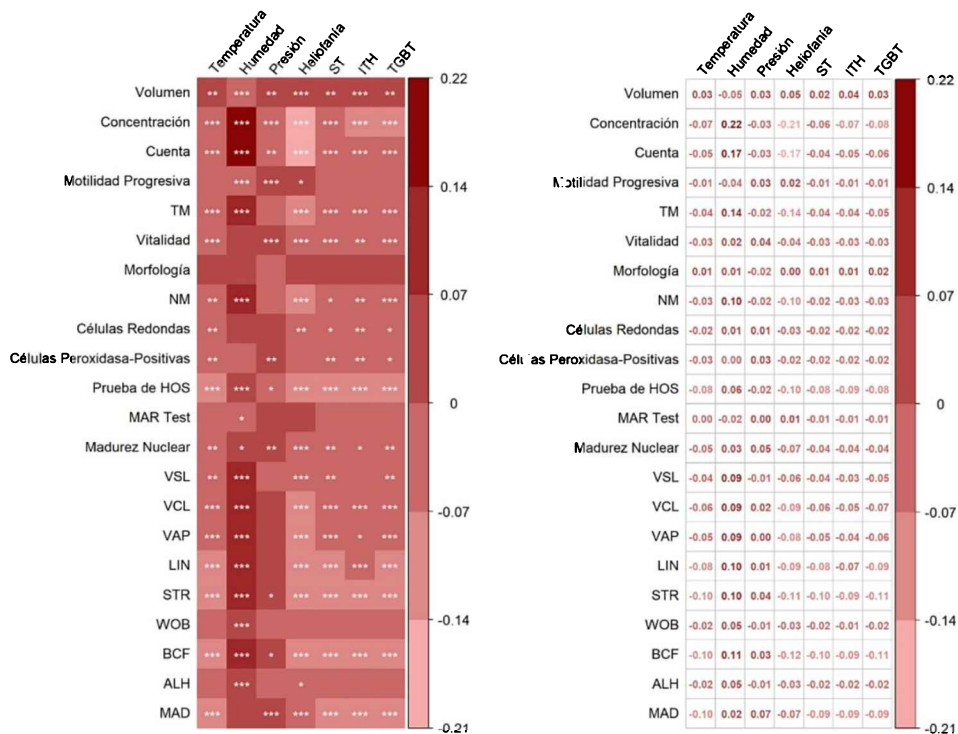 Temperatura Humedad Presión Heliofanía ST ITH TGBT
Volumen ** *** ** *** ** *** **
Concentración *** *** *** *** *** *** ***
Cuenta *** *** ** *** *** *** ***
Motilidad Progresiva *** *** *
TM *** *** *** *** *** ***
Vitalidad *** *** *** *** ** ***
Morfología
NM ** *** *** * ** ***
Células Redondas ** ** * ** *
Células Peroxidasa-Positivas ** ** ** ** *
Prueba de HOS *** *** * *** *** *** ***
MAR Test *
Madurez Nuclear ** * ** *** ** * **
VSL ** *** *** ** **
VCL *** *** *** *** *** ***
VAP *** *** *** *** * ***
LIN *** *** *** *** *** ***
STR *** *** * *** *** *** ***
WOB ***
BCF *** *** * *** *** *** ***
ALH *** *
MAD *** *** *** *** *** ***
0.22
0.14
0.07
0
-0.07
-0.14
-0.21
Temperatura Humedad Presión Heliofanía ST ITH TGBT
Volumen 0.03 -0.05 0.03 0.05 0.02 0.04 0.03
Concentración -0.07 0.22 -0.03 -0.21 -0.06 -0.07 -0.08
Cuenta -0.05 0.17 -0.03 -0.17 -0.04 -0.05 -0.06
Motilidad Progresiva -0.01 -0.04 0.03 0.02 -0.01 -0.01 -0.01
TM -0.04 0.14 -0.02 -0.14 -0.04 -0.04 -0.05
Vitalidad -0.03 0.02 0.04 -0.04 -0.03 -0.03 -0.03
Morfología 0.01 0.01 -0.02 0.00 0.01 0.01 0.02
NM -0.03 0.10 -0.02 -0.10 -0.02 -0.03 -0.03
Células Redondas -0.02 0.01 0.01 -0.03 -0.02 -0.02 -0.02
Células Peroxidasa-Positivas -0.03 0.00 0.03 -0.02 -0.02 -0.02 -0.02
Prueba de HOS -0.08 0.06 -0.02 -0.10 -0.08 -0.09 -0.08
MAR Test 0.00 -0.02 0.00 0.01 -0.01 -0.01 -0.01
Madurez Nuclear -0.05 0.03 0.05 -0.07 -0.04 -0.04 -0.04
VSL -0.04 0.09 -0.01 -0.06 -0.04 -0.03 -0.05
VCL -0.06 0.09 0.02 -0.09 -0.06 -0.05 -0.07
VAP -0.05 0.09 0.00 -0.08 -0.05 -0.04 -0.06
LIN -0.08 0.10 0.01 -0.09 -0.08 -0.07 -0.09
STR -0.10 0.10 0.04 -0.11 -0.10 -0.09 -0.11
WOB -0.02 0.05 -0.01 -0.03 -0.02 -0.01 -0.02
BCF -0.10 0.11 0.03 -0.12 -0.10 -0.09 -0.11
ALH -0.02 0.05 -0.01 -0.03 -0.02 -0.02 -0.02
MAD -0.10 0.02 0.07 -0.07 -0.09 -0.09 -0.09
0.22
0.14
0.07
0
-0.07
-0.14
-0.21